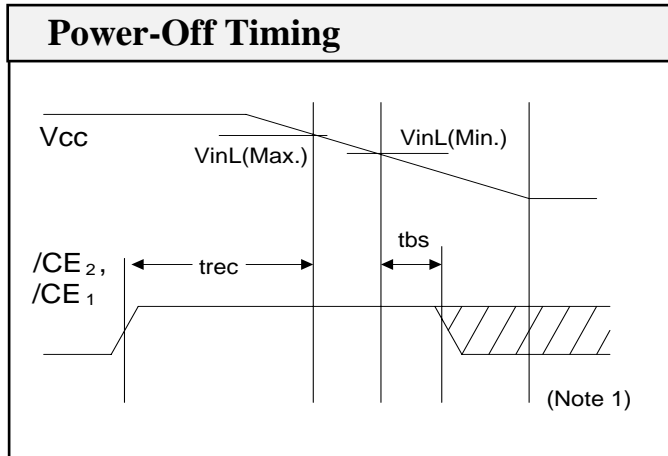 Power-Off Timing
Vcc
VinL(Max.)
VinL(Min.)
tbs
/CE₂,
trec
/CE₁
(Note 1)